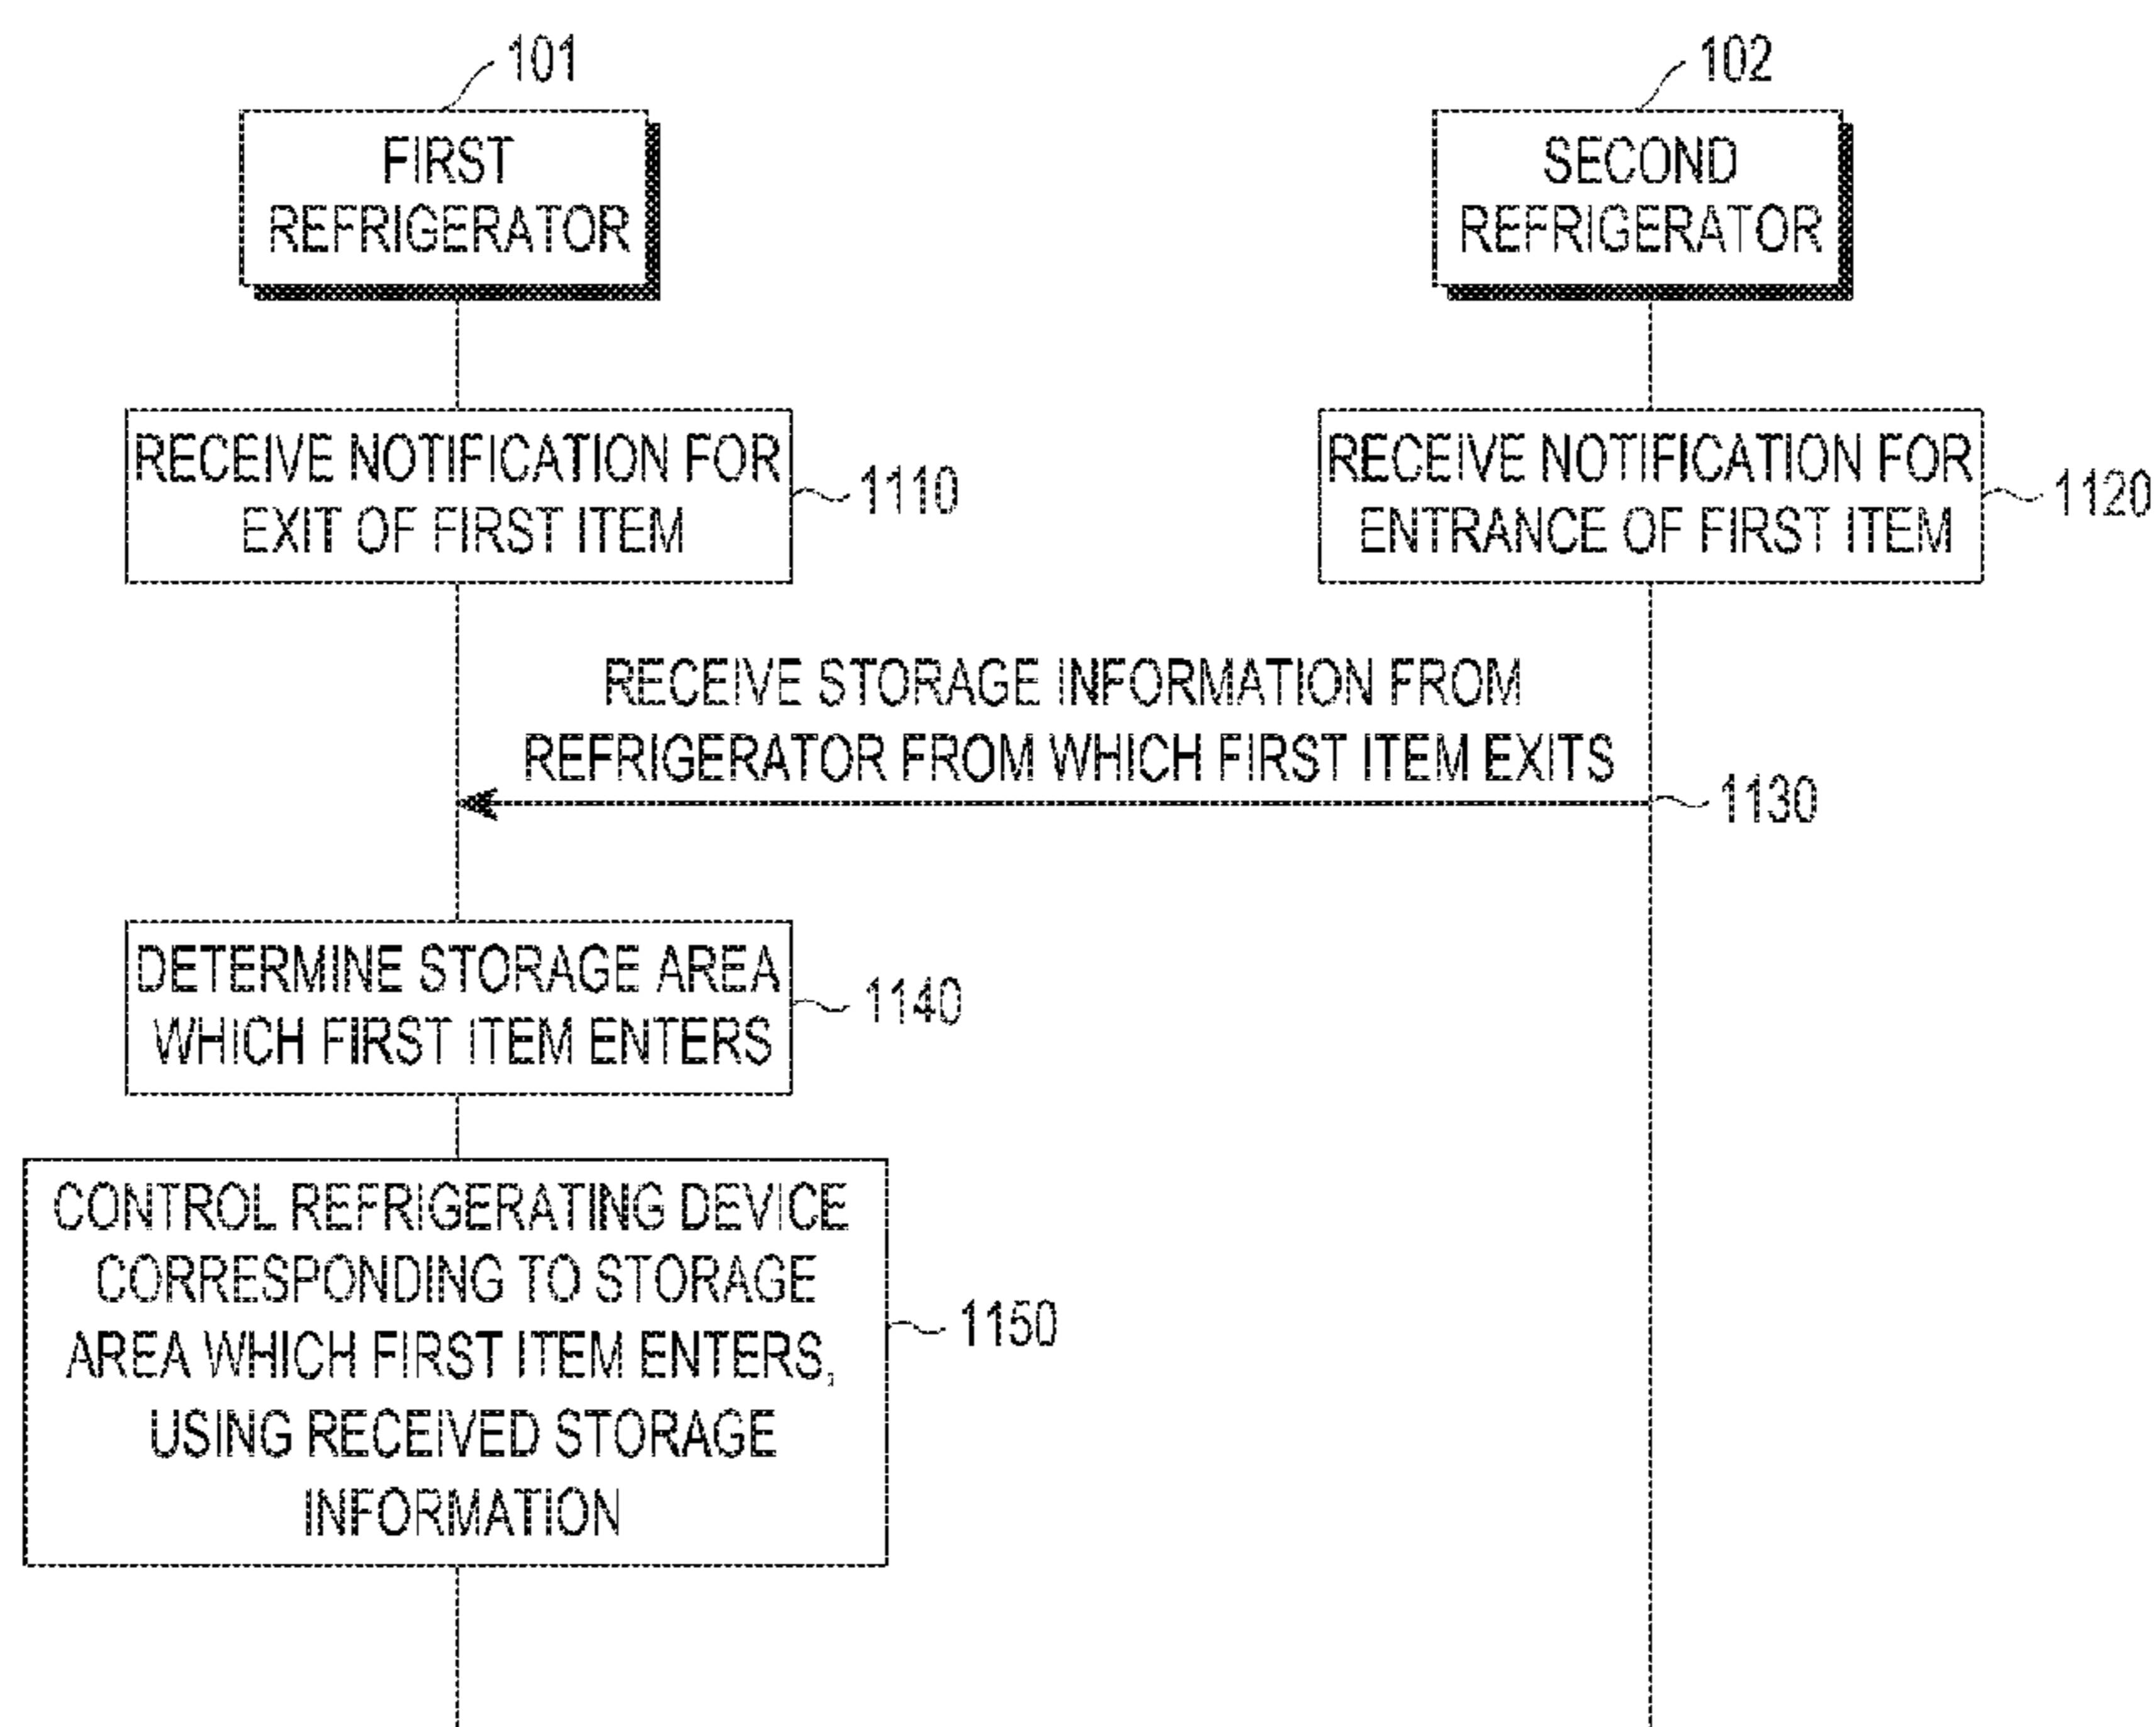 101
FIRST
REFRIGERATOR
102
SECOND
REFRIGERATOR
RECEIVE NOTIFICATION FOR
EXIT OF FIRST ITEM
1110
RECEIVE NOTIFICATION FOR
ENTRANCE OF FIRST ITEM
1120
RECEIVE STORAGE INFORMATION FROM
REFRIGERATOR FROM WHICH FIRST ITEM EXITS
1130
DETERMINE STORAGE AREA
WHICH FIRST ITEM ENTERS
1140
CONTROL REFRIGERATING DEVICE
CORRESPONDING TO STORAGE
AREA WHICH FIRST ITEM ENTERS,
USING RECEIVED STORAGE
INFORMATION
1150